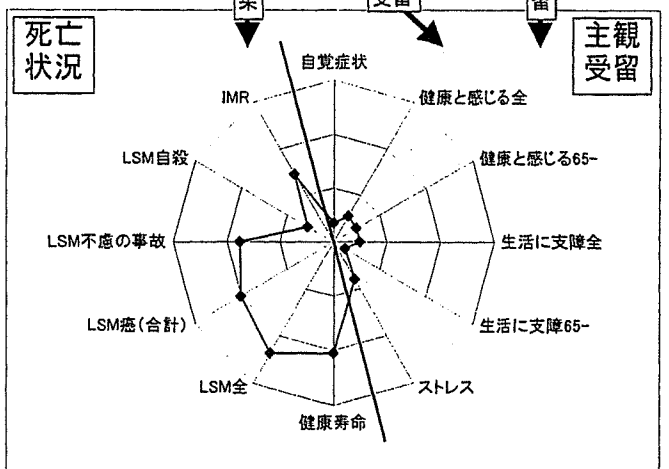 受留
留
死亡
状況
主観
受留
自覚症状
IMR
健康と感じる全
LSM自殺
健康と感じる65-
LSM不慮の事故
生活に支障全
LSM癌(合計)
生活に支障65-
LSM全
ストレス
健康寿命